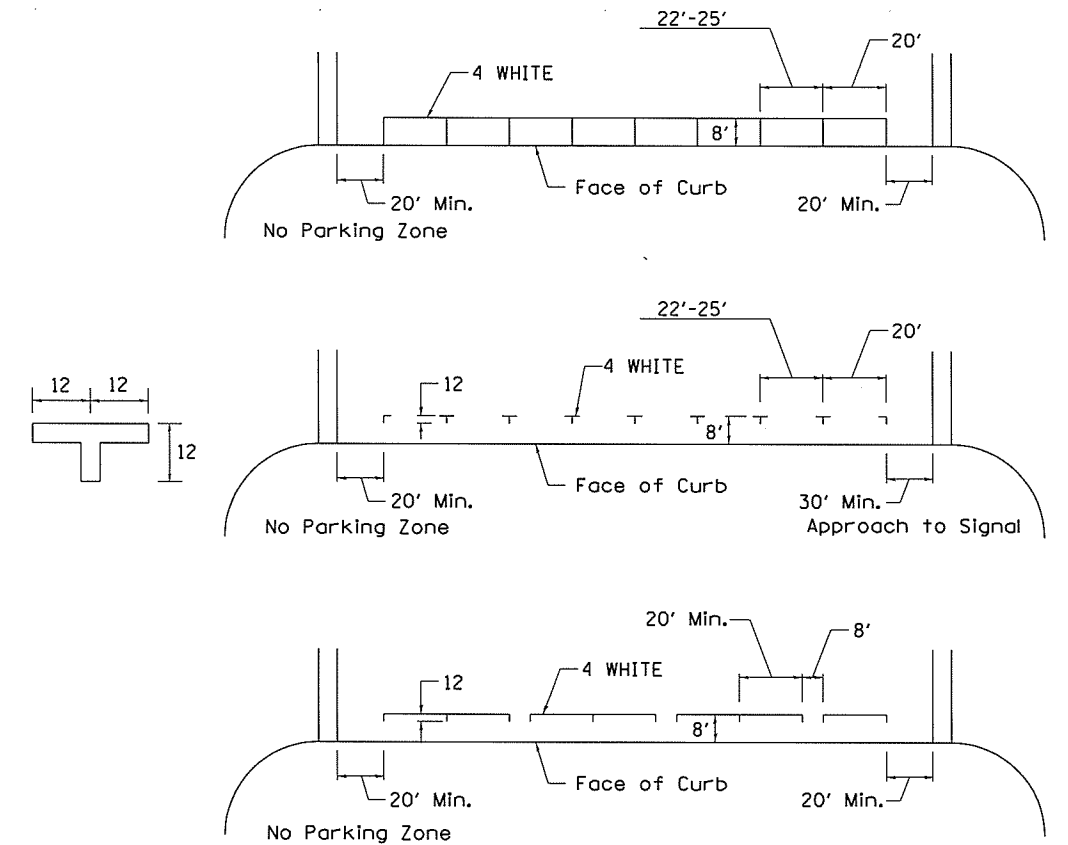 22'-25'
20'
4 WHITE
8'
Face of Curb
20' Min.
20' Min.
No Parking Zone
22'-25'
20'
12
12
12
4 WHITE
12
8'
Face of Curb
20' Min.
30' Min.
No Parking Zone
Approach to Signal
20' Min.
8'
4 WHITE
12
8'
Face of Curb
20' Min.
20' Min.
No Parking Zone